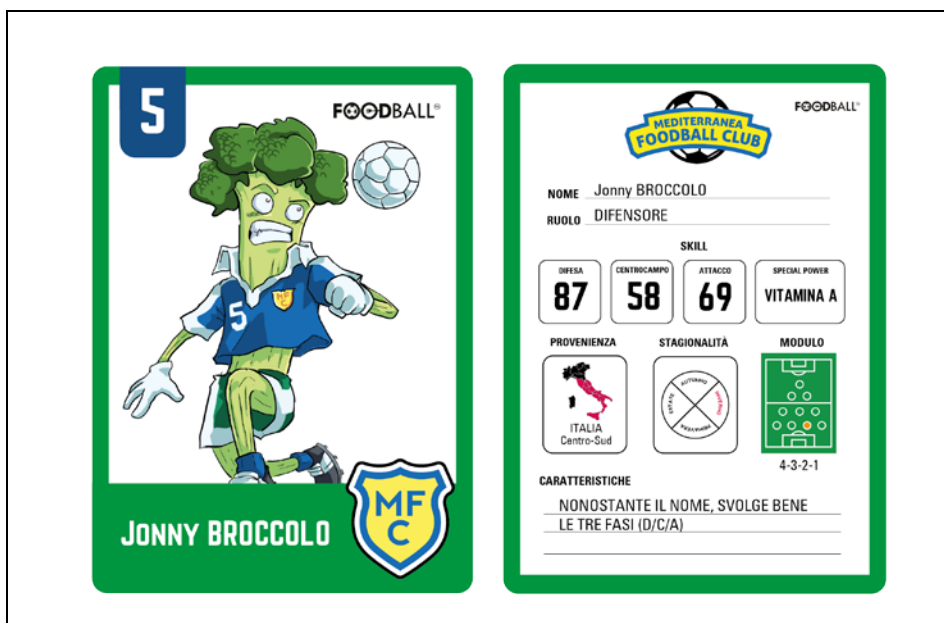 5
FOODBALL®
5
MFC
JONNY BROCCOLO
MF
C
MEDITERRANEA
FOODBALL CLUB
FOODBALL®
NOME Jonny BROCCOLO
RUOLO DIFENSORE
SKILL
DIFESA
87
CENTROCAMPO
58
ATTACCO
69
SPECIAL POWER
VITAMINA A
PROVENIENZA
ITALIA
Centro-Sud
STAGIONALITÀ
AUTUNNO
INVERNO
PRIMAVERA
ESTATE
MODULO
4-3-2-1
CARATTERISTICHE
NONOSTANTE IL NOME, SVOLGE BENE
LE TRE FASI (D/C/A)